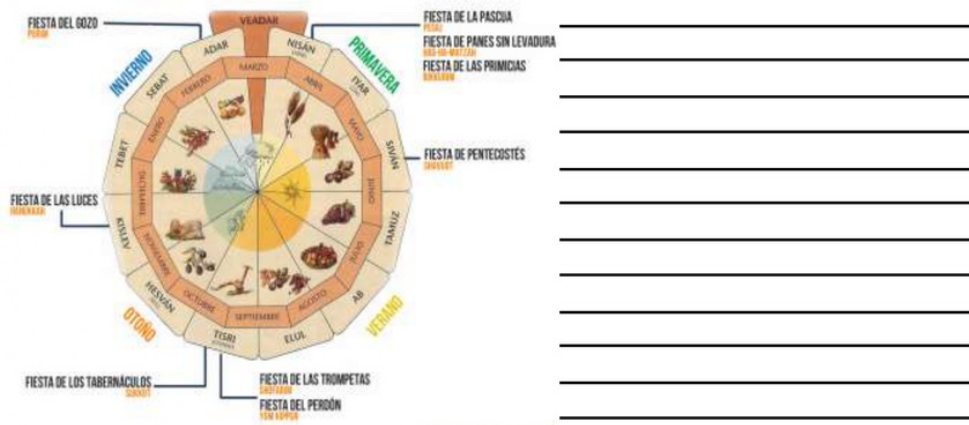 FIESTA DEL GOZO
PURIM
FIESTA DE LA PASCUA
PESAJ
FIESTA DE PANES SIN LEVADURA
FIESTA DE LAS PRIMICIAS
BIKKURIM
INVIERNO
PRIMAVERA
VEADAR
ADAR
NISÁN
SEBAT
IYAR
MARZO
FEBRERO
ABRIL
ENERO
MAYO
TEBET
SIVÁN
FIESTA DE PENTECOSTÉS
SHAVUOT
DICIEMBRE
JUNIO
FIESTA DE LAS LUCES
HANUKKAH
KISLEV
TAMUZ
NOVIEMBRE
JULIO
HESVÁN
AB
OCTUBRE
AGOSTO
SEPTIEMBRE
OTOÑO
VERANO
TISRI
ELUL
FIESTA DE LOS TABERNÁCULOS
SUKKOT
FIESTA DE LAS TROMPETAS
FIESTA DEL PERDÓN
YOM KIPPUR